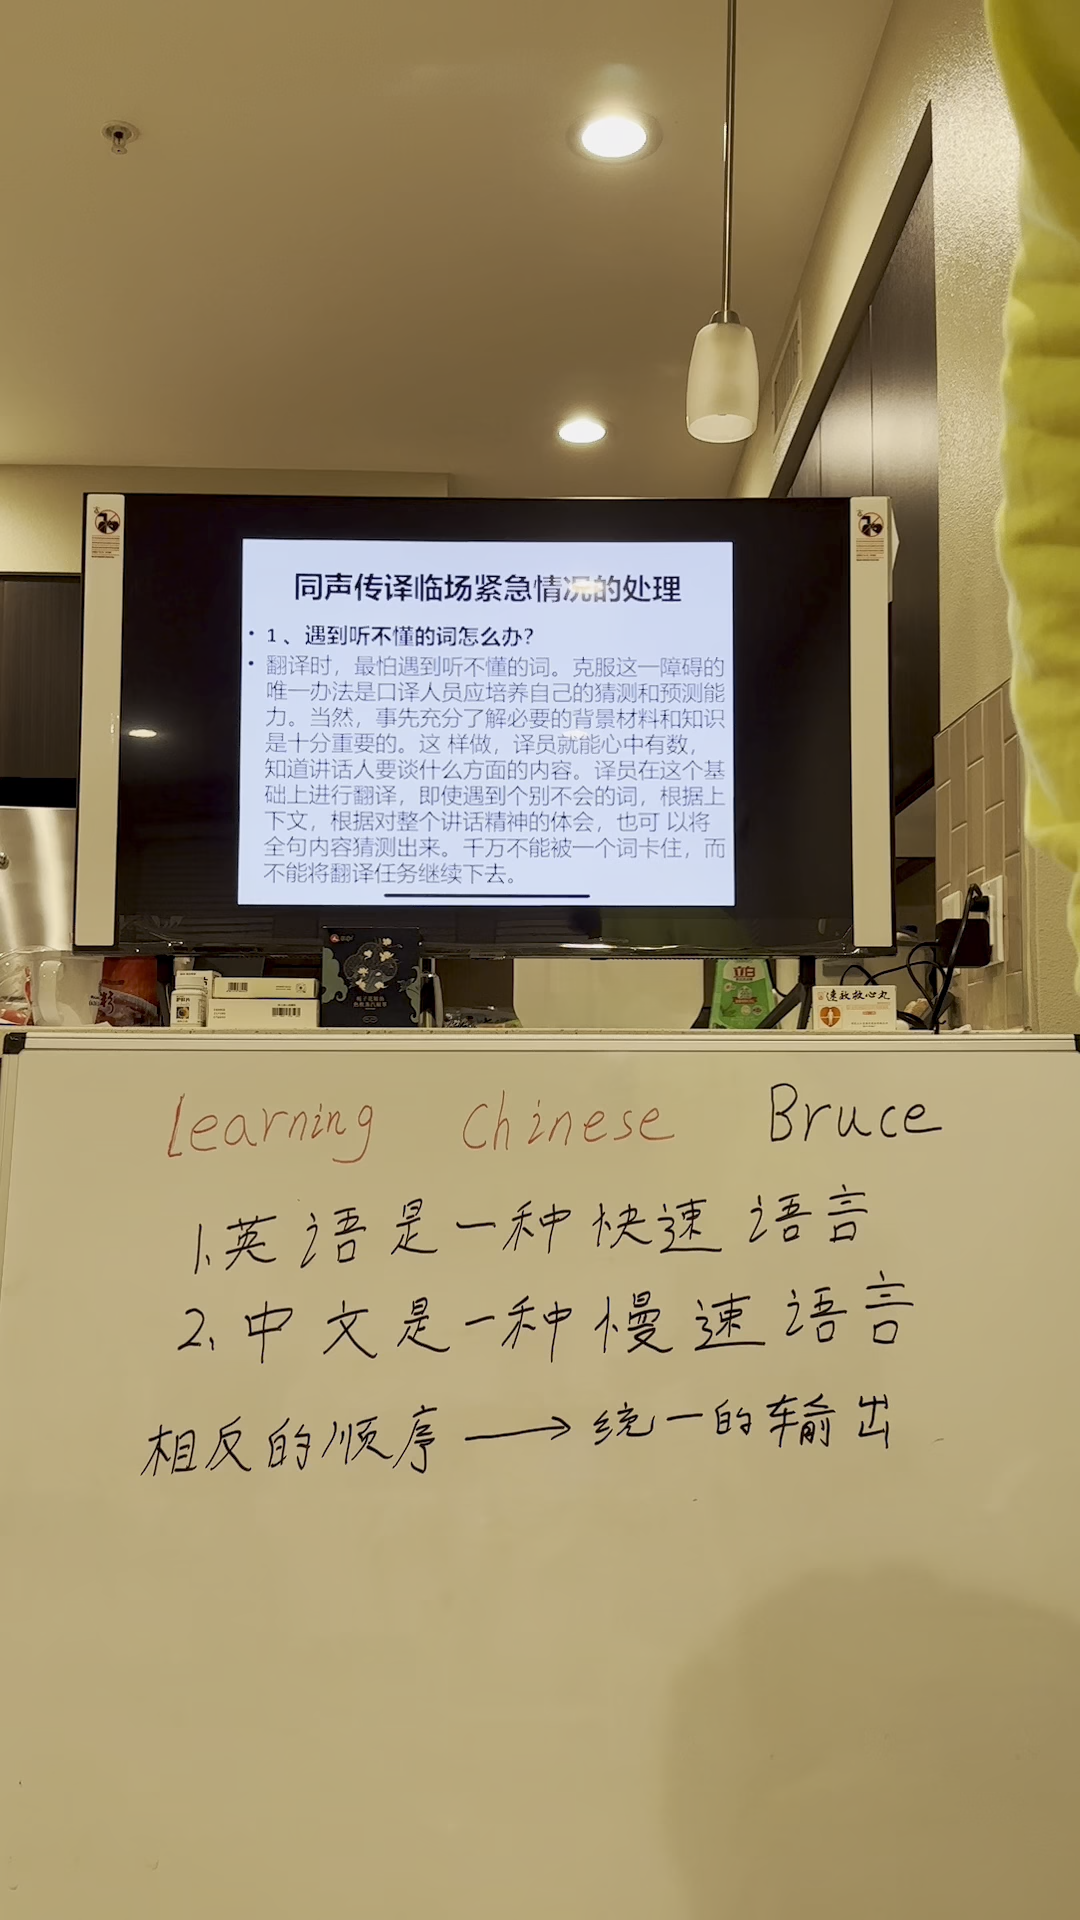 同声传译临场紧急情况的处理
• 1、遇到听不懂的词怎么办？
• 翻译时，最怕遇到听不懂的词。克服这一障碍的
唯一办法是口译人员应培养自己的猜测和预测能
力。当然，事先充分了解必要的背景材料和知识
是十分重要的。这 样做，译员就能心中有数，
知道讲话人要谈什么方面的内容。译员在这个基
础上进行翻译，即使遇到个别不会的词，根据上
下文，根据对整个讲话精神的体会，也可 以将
全句内容猜测出来。千万不能被一个词卡住，而
不能将翻译任务继续下去。
立白
速效救心丸
Learning Chinese Bruce
1、英语是一种快速语言
2、中文是一种慢速语言
相反的顺序 → 统一的输出